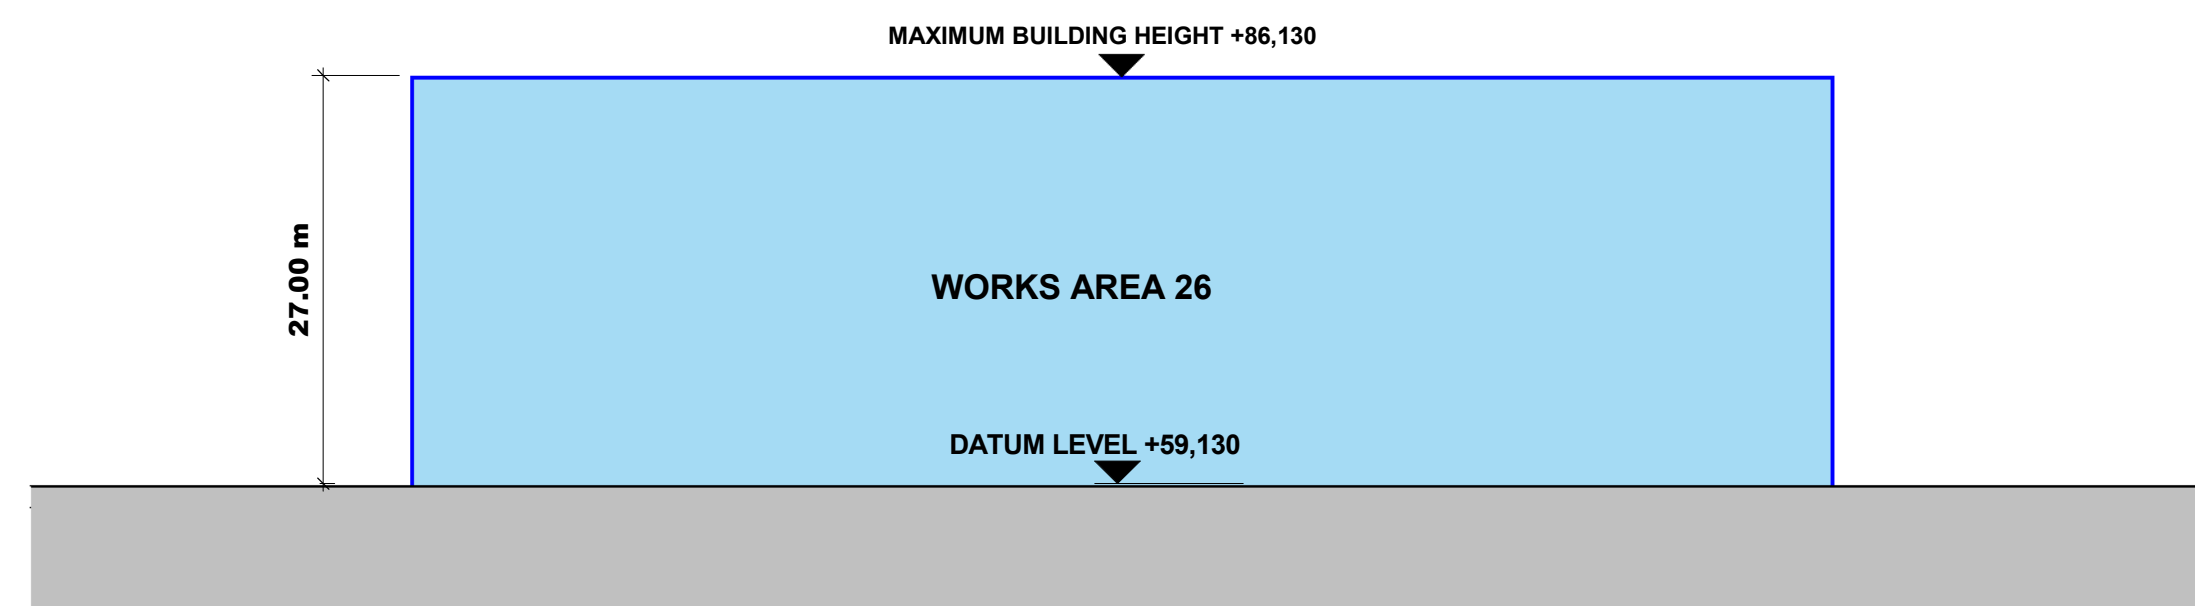 MAXIMUM BUILDING HEIGHT +86,130
27.00 m
WORKS AREA 26
DATUM LEVEL +59,130